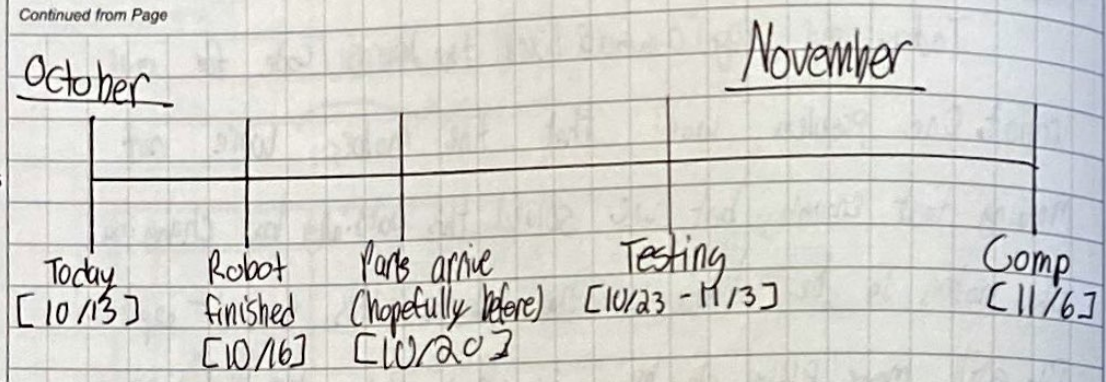 Continued from Page
October
November
Today
[10/13]
Robot
finished
[10/16]
Parts arrive
(hopefully before)
[10/20]
Testing
[10/23 - 11/3]
Comp
[11/6]